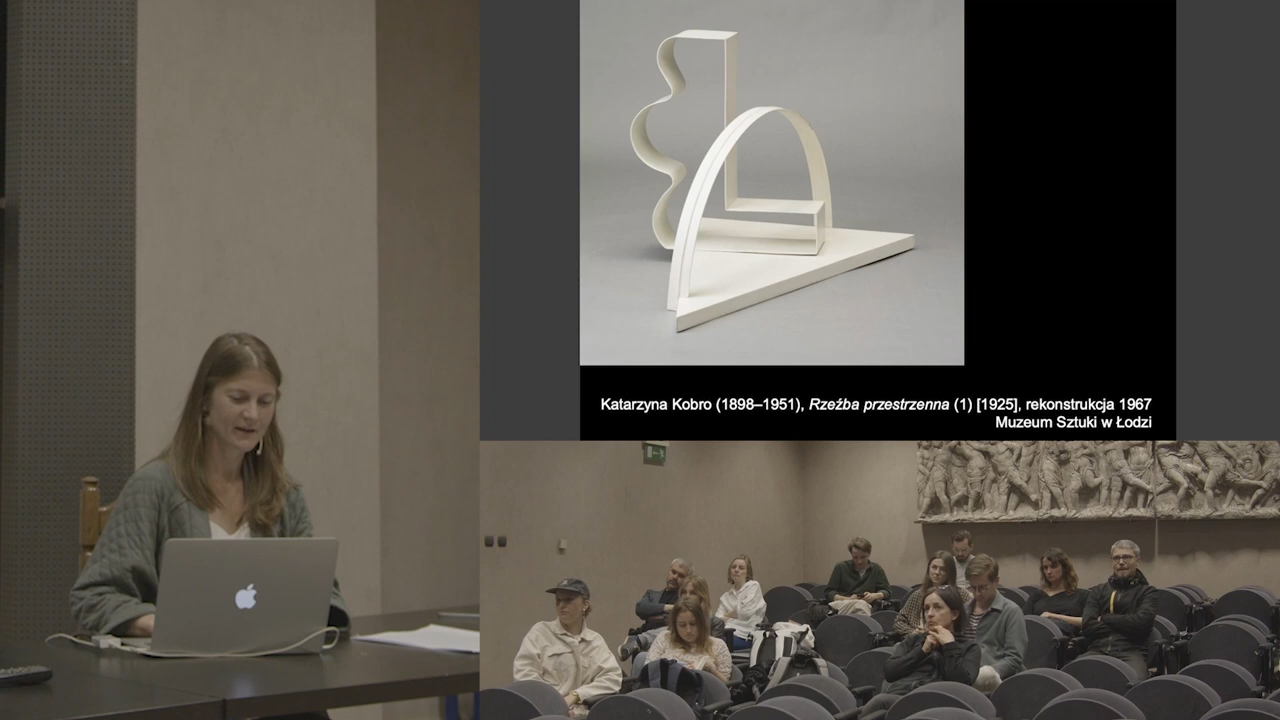 Katarzyna Kobro (1898–1951), Rzeźba przestrzenna (1) [1925], rekonstrukcja 1967
Muzeum Sztuki w Łodzi